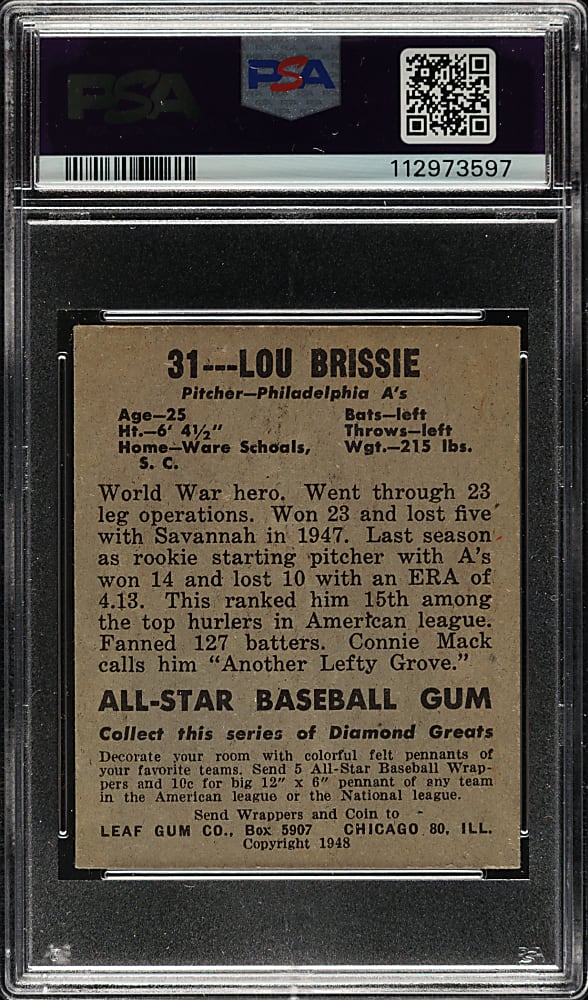 PSA
PSA
112973597
31---LOU BRISSIE
Pitcher—Philadelphia A's
Age—25 Bats—left
Ht.—6' 4½" Throws—left
Home—Ware Schoals, Wgt.—215 lbs.
S. C.
World War hero. Went through 23
leg operations. Won 23 and lost five
with Savannah in 1947. Last season
as rookie starting pitcher with A's
won 14 and lost 10 with an ERA of
4.13. This ranked him 15th among
the top hurlers in American league.
Fanned 127 batters. Connie Mack
calls him "Another Lefty Grove."
ALL-STAR BASEBALL GUM
Collect this series of Diamond Greats
Decorate your room with colorful felt pennants of
your favorite teams. Send 5 All-Star Baseball Wrap-
pers and 10c for big 12" x 6" pennant of any team
in the American league or the National league.
Send Wrappers and Coin to
LEAF GUM CO., Box 5907 CHICAGO 80, ILL.
Copyright 1948